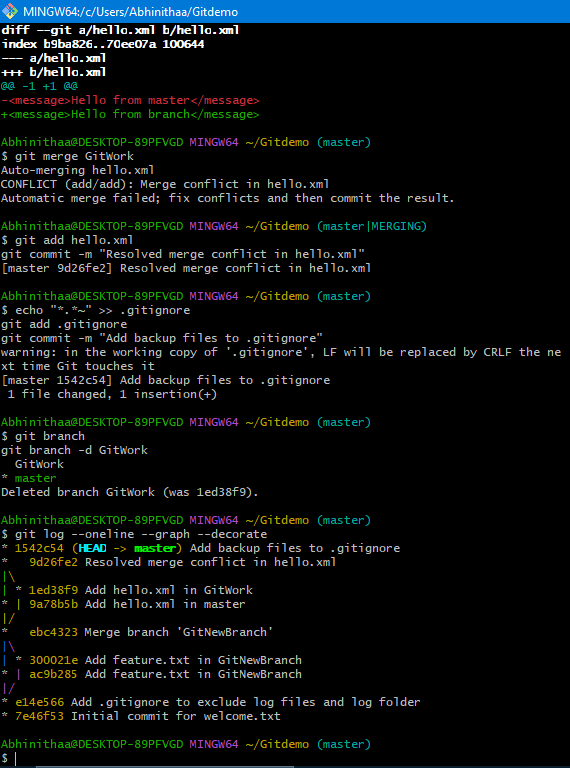 MINGW64:/c/Users/Abhinithaa/Gitdemo
diff --git a/hello.xml b/hello.xml
index b9ba826..70ee07a 100644
--- a/hello.xml
+++ b/hello.xml
@@ -1 +1 @@
-<message>Hello from master</message>
+<message>Hello from branch</message>
Abhinithaa@DESKTOP-89PFVGD MINGW64 ~/Gitdemo (master)
$ git merge GitWork
Auto-merging hello.xml
CONFLICT (add/add): Merge conflict in hello.xml
Automatic merge failed; fix conflicts and then commit the result.
Abhinithaa@DESKTOP-89PFVGD MINGW64 ~/Gitdemo (master|MERGING)
$ git add hello.xml
git commit -m "Resolved merge conflict in hello.xml"
[master 9d26fe2] Resolved merge conflict in hello.xml
Abhinithaa@DESKTOP-89PFVGD MINGW64 ~/Gitdemo (master)
$ echo "*.*~" >> .gitignore
git add .gitignore
git commit -m "Add backup files to .gitignore"
warning: in the working copy of '.gitignore', LF will be replaced by CRLF the ne
xt time Git touches it
[master 1542c54] Add backup files to .gitignore
 1 file changed, 1 insertion(+)
Abhinithaa@DESKTOP-89PFVGD MINGW64 ~/Gitdemo (master)
$ git branch
git branch -d GitWork
  GitWork
* master
Deleted branch GitWork (was 1ed38f9).
Abhinithaa@DESKTOP-89PFVGD MINGW64 ~/Gitdemo (master)
$ git log --oneline --graph --decorate
* 1542c54 (HEAD -> master) Add backup files to .gitignore
*   9d26fe2 Resolved merge conflict in hello.xml
|\
| * 1ed38f9 Add hello.xml in GitWork
* | 9a78b5b Add hello.xml in master
|/
*   ebc4323 Merge branch 'GitNewBranch'
|\
| * 300021e Add feature.txt in GitNewBranch
* | ac9b285 Add feature.txt in GitNewBranch
|/
* e14e566 Add .gitignore to exclude log files and log folder
* 7e46f53 Initial commit for welcome.txt
Abhinithaa@DESKTOP-89PFVGD MINGW64 ~/Gitdemo (master)
$